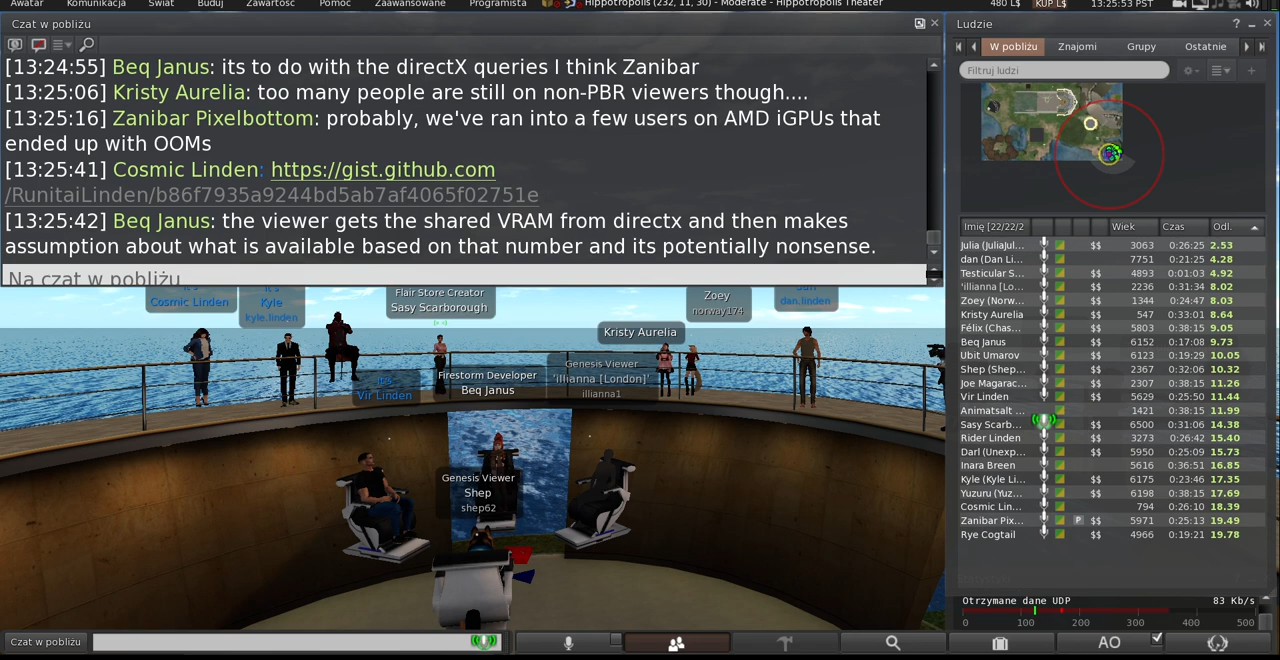 Awatar Komunikacja Świat Buduj Zawartość Pomoc Zaawansowane Programista Hippotropolis (232, 11, 30) - Moderate - Hippotropolis Theater 480 L$ KUP L$ 13:25:53 PST
Czat w pobliżu
[13:24:55] Beq Janus: its to do with the directX queries I think Zanibar
[13:25:06] Kristy Aurelia: too many people are still on non-PBR viewers though....
[13:25:16] Zanibar Pixelbottom: probably, we've ran into a few users on AMD iGPUs that
ended up with OOMs
[13:25:41] Cosmic Linden: https://gist.github.com
/RunitaiLinden/b86f7935a9244bd5ab7af4065f02751e
[13:25:42] Beq Janus: the viewer gets the shared VRAM from directx and then makes
assumption about what is available based on that number and its potentially nonsense.
Na czat w pobliżu
It's
Cosmic Linden
It's
Kyle
kyle.linden
Flair Store Creator
Sasy Scarborough
Zoey
norway174
dan.linden
Kristy Aurelia
It's
Vir Linden
Firestorm Developer
Beq Janus
Genesis Viewer
'illianna [London]'
illianna1
Genesis Viewer
Shep
shep62
Ludzie
W pobliżu Znajomi Grupy Ostatnie
Filtruj ludzi
Imię [22/22/2 Wiek Czas Odl.
Julia (JuliaJul... $$ 3063 0:26:25 2.53
dan (Dan Li... 7751 0:21:25 4.28
Testicular S... $$ 4893 0:01:03 4.92
'illianna [Lo... $$ 2236 0:31:34 8.02
Zoey (Norw... $$ 1344 0:24:47 8.03
Kristy Aurelia 547 0:33:01 8.64
Félix (Chas... $$ 5803 0:38:15 9.05
Beq Janus $$ 6152 0:17:08 9.73
Ubit Umarov $$ 6123 0:19:29 10.05
Shep (Shep... $$ 2367 0:32:06 10.32
Joe Magarac... $$ 2307 0:38:15 11.26
Vir Linden $$ 5629 0:25:50 11.44
Animatsalt ... 1421 0:38:15 11.99
Sasy Scarb... $$ 6500 0:31:06 14.38
Rider Linden $$ 3273 0:26:42 15.40
Darl (Unexp... $$ 5950 0:25:09 15.73
Inara Breen 5616 0:36:51 16.85
Kyle (Kyle Li... $$ 6175 0:23:46 17.35
Yuzuru (Yuz... $$ 6198 0:38:15 17.69
Cosmic Lin... 794 0:26:10 18.39
Zanibar Pix... P $$ 5971 0:25:13 19.49
Rye Cogtail $$ 4966 0:19:21 19.78
Otrzymane dane UDP 83 Kb/s
0 100 200 300 400 500
Czat w pobliżu AO